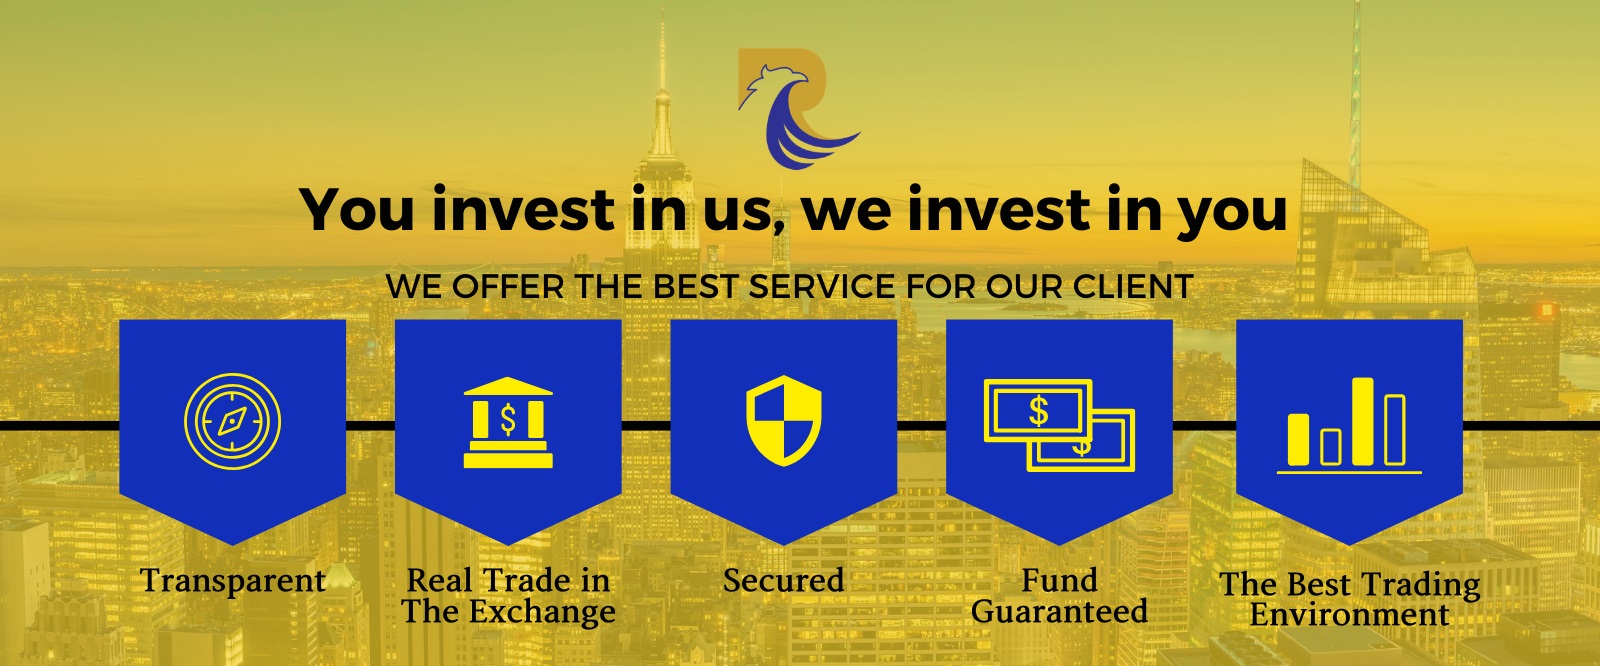 You invest in us, we invest in you
WE OFFER THE BEST SERVICE FOR OUR CLIENT
$
$
$
Transparent
Real Trade in
The Exchange
Secured
Fund
Guaranteed
The Best Trading
Environment